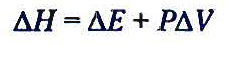 ΔH = ΔE + PΔV